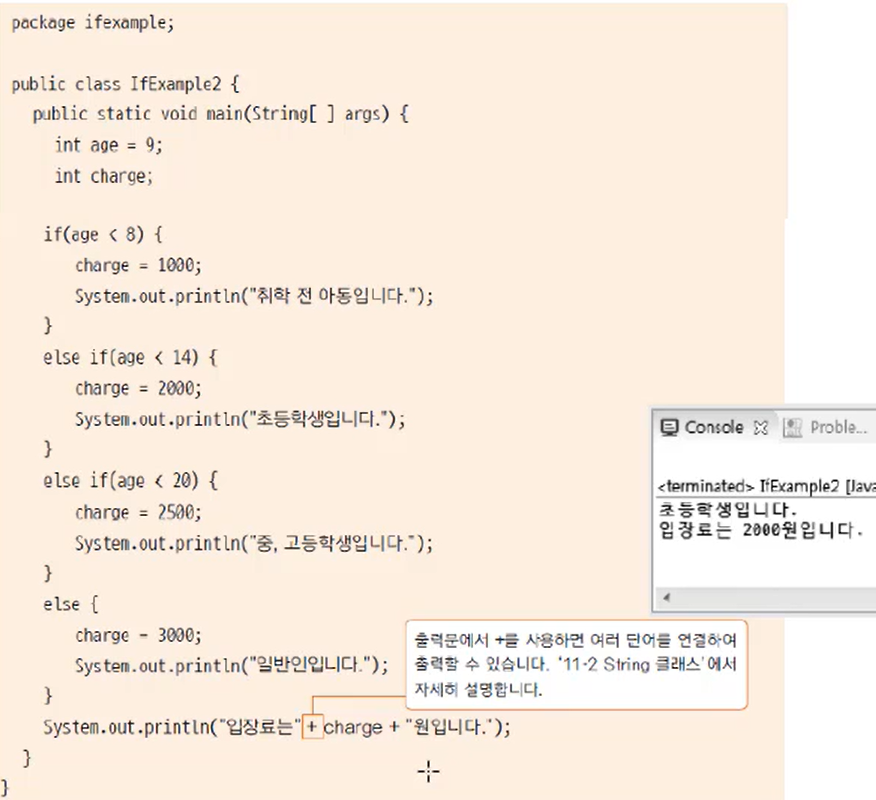 package ifexample;
public class IfExample2 {
public static void main(String[ ] args) {
int age = 9;
int charge;
if(age < 8) {
charge = 1000;
System.out.println("취학 전 아동입니다.");
}
else if(age < 14) {
charge = 2000;
System.out.println("초등학생입니다.");
}
else if(age < 20) {
charge = 2500;
System.out.println("중, 고등학생입니다.");
}
else {
charge - 3000;
System.out.println("일반인입니다.");
}
System.out.println("입장료는" + charge + "원입니다.");
}
}
출력문에서 +를 사용하면 여러 단어를 연결하여
출력할 수 있습니다. '11-2 String 클래스'에서
자세히 설명합니다.
Console Proble...
<terminated> IfExample2 [Java
초등학생입니다.
입장료는 2000원입니다.